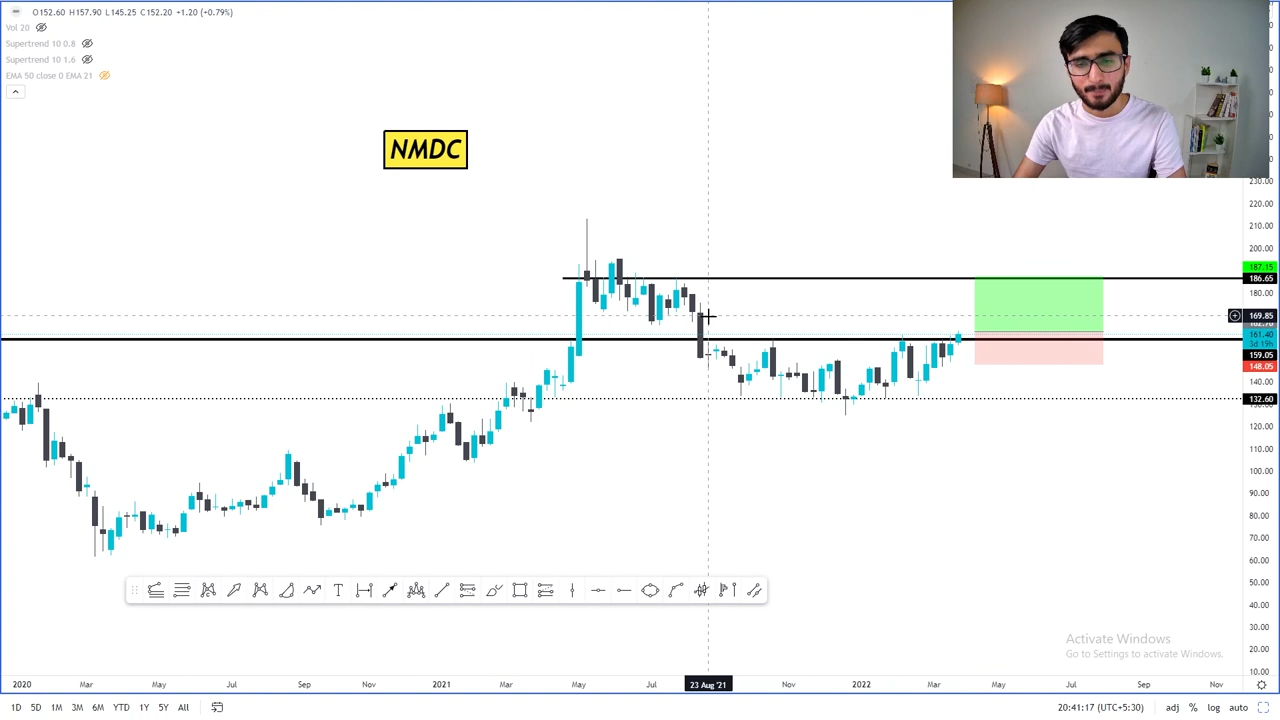 O152.60 H157.90 L145.25 C152.20 +1.20 (+0.79%)
Vol 20
Supertrend 10 0.8
Supertrend 10 1.6
EMA 50 close 0 EMA 21
NMDC
230.00
220.00
210.00
200.00
187.15
186.65
180.00
169.85
161.40
3d 19h
159.05
148.05
140.00
132.60
120.00
110.00
100.00
90.00
80.00
70.00
60.00
50.00
40.00
30.00
20.00
10.00
Activate Windows
Go to Settings to activate Windows.
2020 Mar May Jul Sep Nov 2021 Mar May Jul 23 Aug '21 Nov 2022 Mar May Jul Sep Nov
1D 5D 1M 3M 6M YTD 1Y 5Y All 20:41:17 (UTC+5:30) adj % log auto